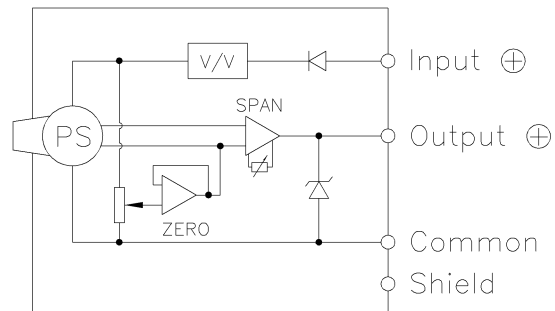 V/V
Input ⊕
SPAN
PS
Output ⊕
ZERO
Common
Shield